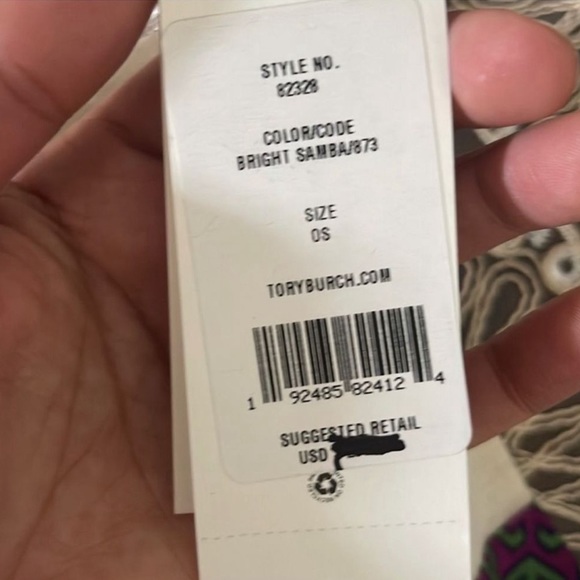 STYLE NO.
82328
COLOR/CODE
BRIGHT SAMBA/873
SIZE
OS
TORYBURCH.COM
1 92485 82412 4
SUGGESTED RETAIL
USD